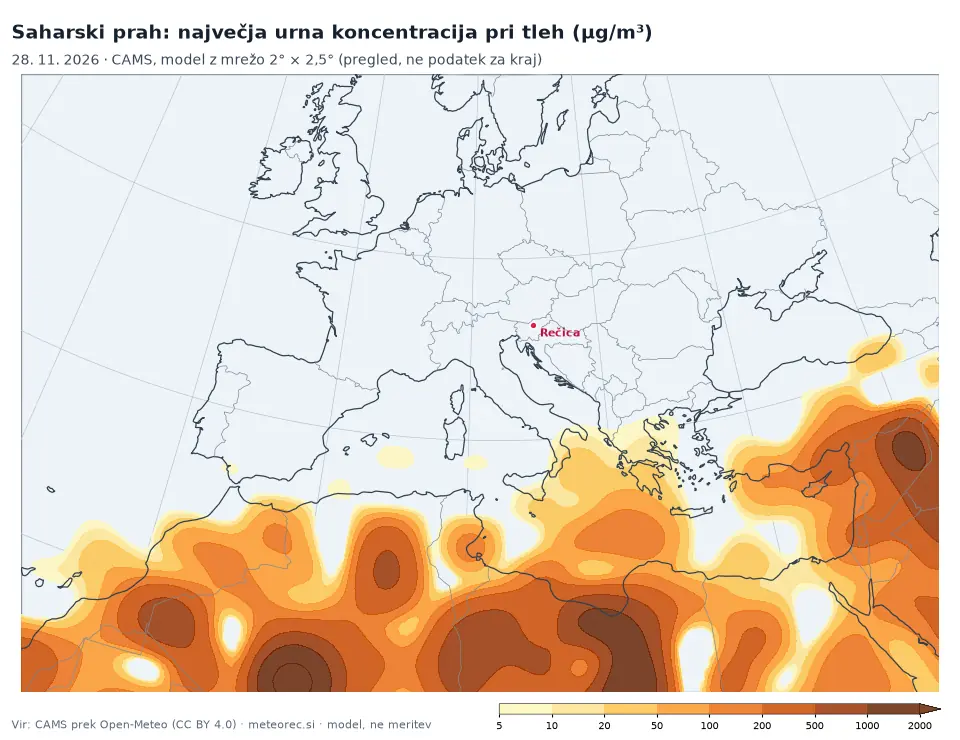 Saharski prah: največja urna koncentracija pri tleh (µg/m³)
28. 11. 2026 · CAMS, model z mrežo 2° × 2,5° (pregled, ne podatek za kraj)
Rečica
Vir: CAMS prek Open-Meteo (CC BY 4.0) · meteorec.si · model, ne meritev
5 10 20 50 100 200 500 1000 2000